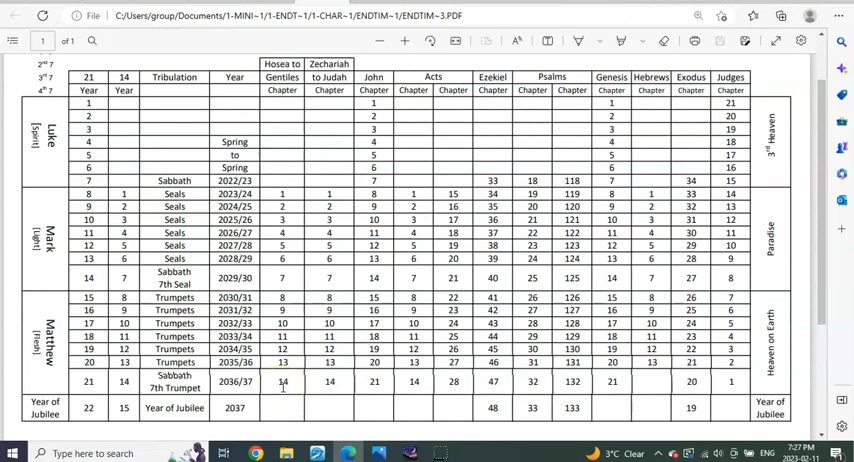 File C:/Users/group/Documents/1-MINI~1/1-ENDT~1/1-CHAR~1/ENDTIM~1/ENDTIM~3.PDF
1 of 1
2nd 7 Hosea to Zechariah
3rd 7 21 14 Tribulation Year Gentiles to Judah John Acts Ezekiel Psalms Genesis Hebrews Exodus Judges
4th 7 Year Year Chapter Chapter Chapter Chapter Chapter Chapter Chapter Chapter Chapter Chapter Chapter Chapter
Luke [Spirit]
1 1 1 21
2 2 2 20
3 3 3 19
4 Spring 4 4 18
5 to 5 5 17
6 Spring 6 6 16
7 Sabbath 2022/23 7 33 18 118 7 34 15
3rd Heaven
Mark [Light]
8 1 Seals 2023/24 1 1 8 1 15 34 19 119 8 1 33 14
9 2 Seals 2024/25 2 2 9 2 16 35 20 120 9 2 32 13
10 3 Seals 2025/26 3 3 10 3 17 36 21 121 10 3 31 12
11 4 Seals 2026/27 4 4 11 4 18 37 22 122 11 4 30 11
12 5 Seals 2027/28 5 5 12 5 19 38 23 123 12 5 29 10
13 6 Seals 2028/29 6 6 13 6 20 39 24 124 13 6 28 9
14 7 Sabbath 7th Seal 2029/30 7 7 14 7 21 40 25 125 14 7 27 8
Paradise
Matthew [Flesh]
15 8 Trumpets 2030/31 8 8 15 8 22 41 26 126 15 8 26 7
16 9 Trumpets 2031/32 9 9 16 9 23 42 27 127 16 9 25 6
17 10 Trumpets 2032/33 10 10 17 10 24 43 28 128 17 10 24 5
18 11 Trumpets 2033/34 11 11 18 11 25 44 29 129 18 11 23 4
19 12 Trumpets 2034/35 12 12 19 12 26 45 30 130 19 12 22 3
20 13 Trumpets 2035/36 13 13 20 13 27 46 31 131 20 13 21 2
21 14 Sabbath 7th Trumpet 2036/37 14 14 21 14 28 47 32 132 21 20 1
Heaven on Earth
Year of Jubilee 22 15 Year of Jubilee 2037 48 33 133 19 Year of Jubilee
Type here to search
3°C Clear
ENG
7:27 PM
2023-02-11